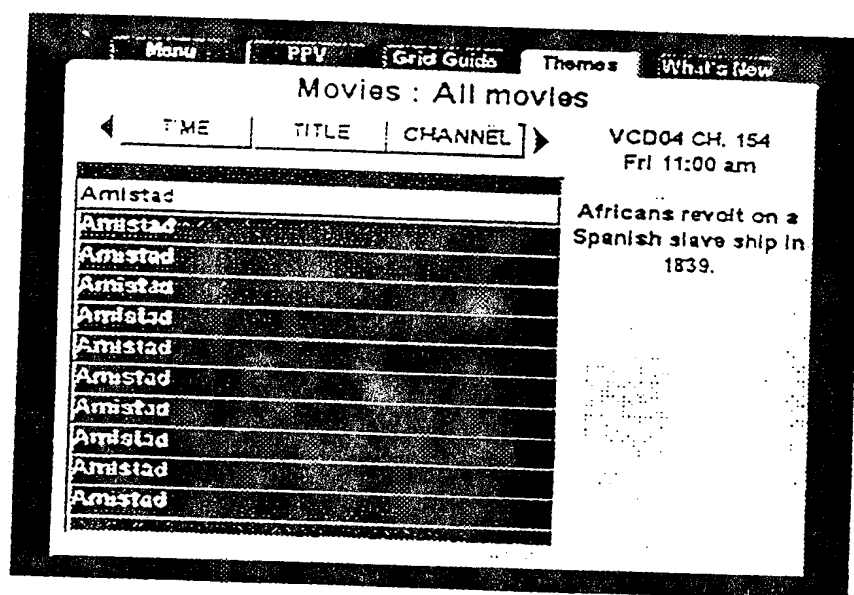 Menu PPV Grid Guide Themes What's New
Movies : All movies
TIME TITLE CHANNEL
VCD04 CH. 154
Fri 11:00 am
Africans revolt on a
Spanish slave ship in
1839.
Amistad
Amistad
Amistad
Amistad
Amistad
Amistad
Amistad
Amistad
Amistad
Amistad
Amistad